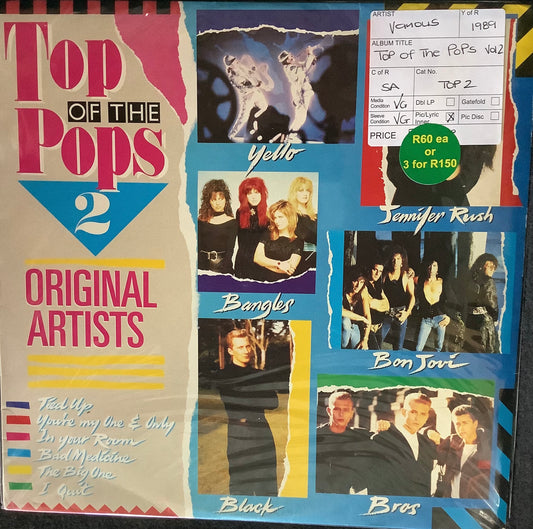 Top
OF THE
Pops
2
ORIGINAL
ARTISTS
Tied Up
You're my One & Only
In your Room
Bad Medicine
The Big One
I Quit
Yello
Jennifer Rush
Bangles
Bon Jovi
Black
Bros
ARTIST
VARIOUS
Y of R
1989
ALBUM TITLE
TOP OF THE POPS Vol 2
C of R
SA
Cat No.
TOP 2
Media
Condition
VG
Dbl LP
Gatefold
Sleeve
Condition
VG
Pic/Lyric
Inner
X
Pic Disc
PRICE
R60 ea
or
3 for R150